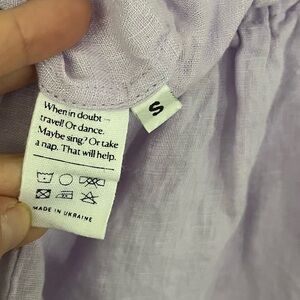 When in doubt –
travel! Or dance.
Maybe sing? Or take
a nap. That will help.
MADE IN UKRAINE
S